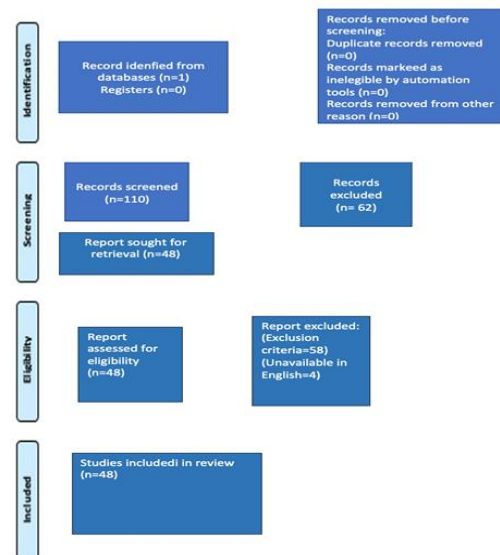 Identification
Record idenfied from
databases (n=1)
Registers (n=0)
Records removed before
screening:
Duplicate records removed
(n=0)
Records markeed as
inelegible by automation
tools (n=0)
Records removed from other
reason (n=0)
Screening
Records screened
(n=110)
Records
excluded
(n= 62)
Report sought for
retrieval (n=48)
Eligibility
Report
assessed for
eligibility
(n=48)
Report excluded:
(Exclusion
criteria=58)
(Unavailable in
English=4)
Included
Studies includedi in review
(n=48)